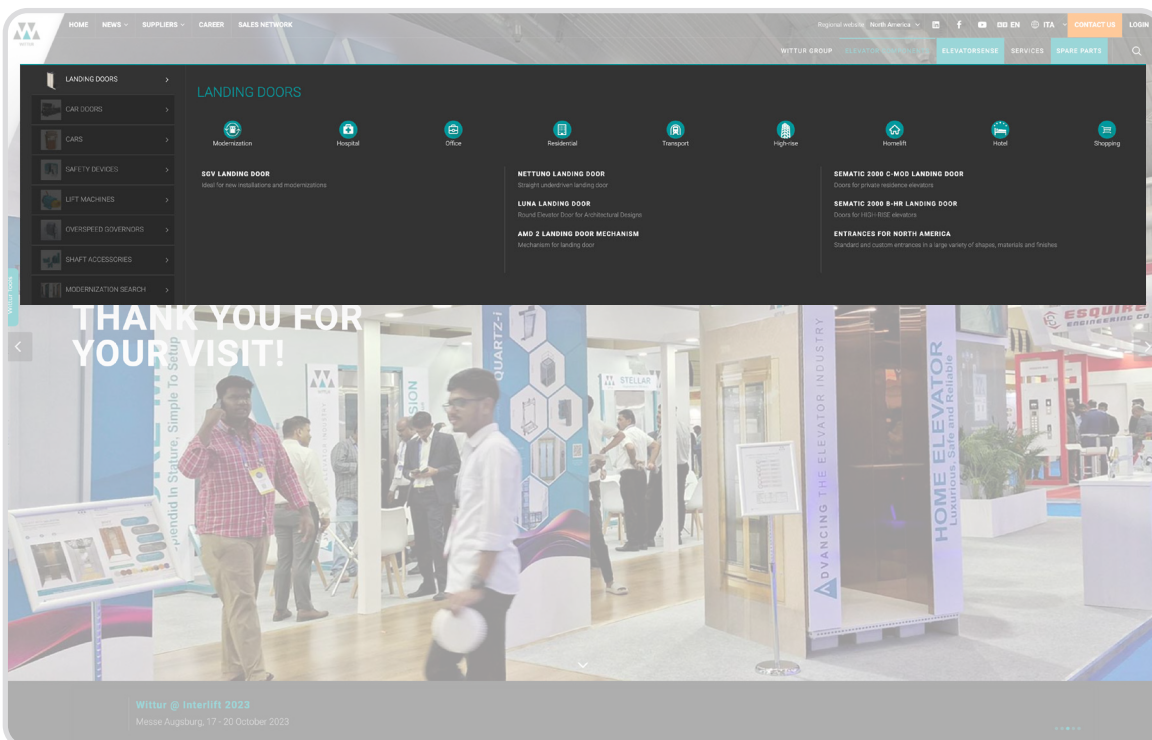 HOME NEWS SUPPLIERS CAREER SALES NETWORK
Regional website North America EN ITA CONTACT US LOGIN
WITTUR
WITTUR GROUP ELEVATORSENSE SERVICES SPARE PARTS
LANDING DOORS
CAR DOORS
CARS
SAFETY DEVICES
LIFT MACHINES
OVERSPEED GOVERNORS
SHAFT ACCESSORIES
MODERNIZATION SEARCH
LANDING DOORS
Modernization Hospital Office Residential Transport High-rise Homelift Hotel Shopping
SGV LANDING DOOR
Ideal for new installations and modernizations
NETTUNO LANDING DOOR
Straight underdriven landing door
LUNA LANDING DOOR
Round Elevator Door for Architectural Designs
AMD 2 LANDING DOOR MECHANISM
Mechanism for landing door
SEMATIC 2000 C-MOD LANDING DOOR
Doors for private residence elevators
SEMATIC 2000 B-HR LANDING DOOR
Doors for HIGH-RISE elevators
ENTRANCES FOR NORTH AMERICA
Standard and custom entrances in a large variety of shapes, materials and finishes
THANK YOU FOR
YOUR VISIT!
Splendid In Stature, Simple To Setup
QUARTZ-i
STELLAR
ADVANCING THE ELEVATOR INDUSTRY
HOME ELEVATOR
Luxurious, Safe and Reliable
ESQUIRE
ENGINEERING CO
Wittur @ Interlift 2023
Messe Augsburg, 17 - 20 October 2023